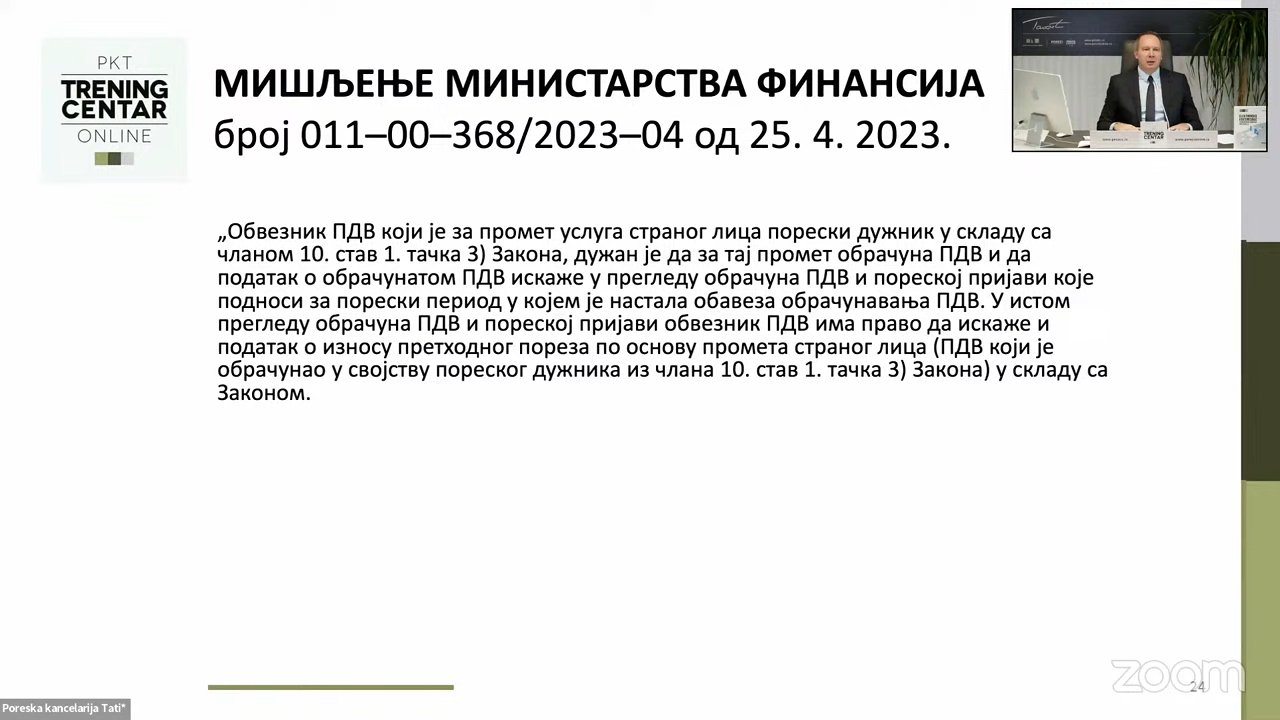 PKT
TRENING
CENTAR
ONLINE
МИШЉЕЊЕ МИНИСТАРСТВА ФИНАНСИЈА
број 011–00–368/2023–04 од 25. 4. 2023.
„Обвезник ПДВ који је за промет услуга страног лица порески дужник у складу са
чланом 10. став 1. тачка 3) Закона, дужан је да за тај промет обрачуна ПДВ и да
податак о обрачунатом ПДВ искаже у прегледу обрачуна ПДВ и пореској пријави које
подноси за порески период у којем је настала обавеза обрачунавања ПДВ. У истом
прегледу обрачуна ПДВ и пореској пријави обвезник ПДВ има право да искаже и
податак о износу претходног пореза по основу промета страног лица (ПДВ који је
обрачунао у својству пореског дужника из члана 10. став 1. тачка 3) Закона) у складу са
Законом.
TRENING
CENTAR
zoom
24
Poreska kancelarija Tati*